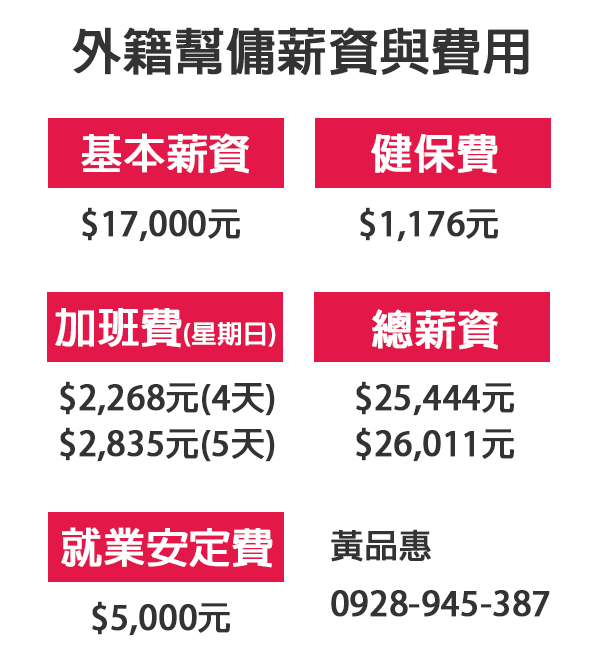 外籍幫傭薪資與費用
基本薪資
$17,000元
健保費
$1,176元
加班費(星期日)
$2,268元(4天)
$2,835元(5天)
總薪資
$25,444元
$26,011元
就業安定費
$5,000元
黃品惠
0928-945-387